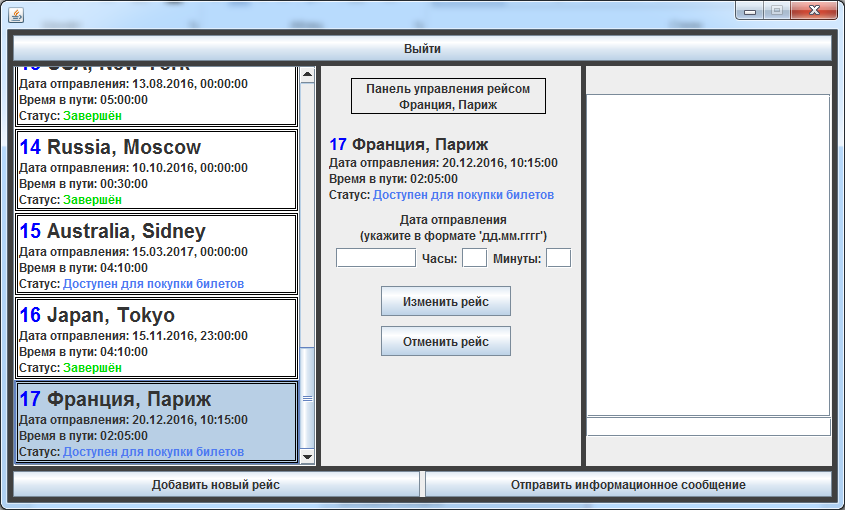 Выйти
USA, New York
Дата отправления: 13.08.2016, 00:00:00
Время в пути: 05:00:00
Статус: Завершён
14 Russia, Moscow
Дата отправления: 10.10.2016, 00:00:00
Время в пути: 00:30:00
Статус: Завершён
15 Australia, Sidney
Дата отправления: 15.03.2017, 00:00:00
Время в пути: 04:10:00
Статус: Доступен для покупки билетов
16 Japan, Tokyo
Дата отправления: 15.11.2016, 23:00:00
Время в пути: 04:10:00
Статус: Завершён
17 Франция, Париж
Дата отправления: 20.12.2016, 10:15:00
Время в пути: 02:05:00
Статус: Доступен для покупки билетов
Панель управления рейсом
Франция, Париж
17 Франция, Париж
Дата отправления: 20.12.2016, 10:15:00
Время в пути: 02:05:00
Статус: Доступен для покупки билетов
Дата отправления
(укажите в формате 'дд.мм.гггг')
Часы: Минуты:
Изменить рейс
Отменить рейс
Добавить новый рейс
Отправить информационное сообщение